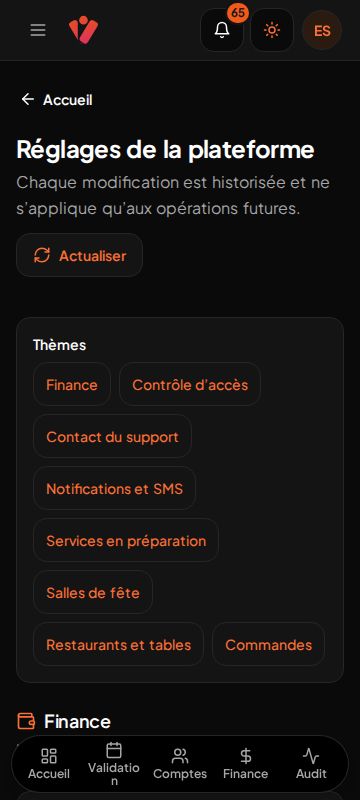 65
ES
Accueil
Réglages de la plateforme
Chaque modification est historisée et ne
s’applique qu’aux opérations futures.
Actualiser
Thèmes
Finance Contrôle d’accès
Contact du support
Notifications et SMS
Services en préparation
Salles de fête
Restaurants et tables Commandes
Finance
Accueil Validatio
n Comptes Finance Audit